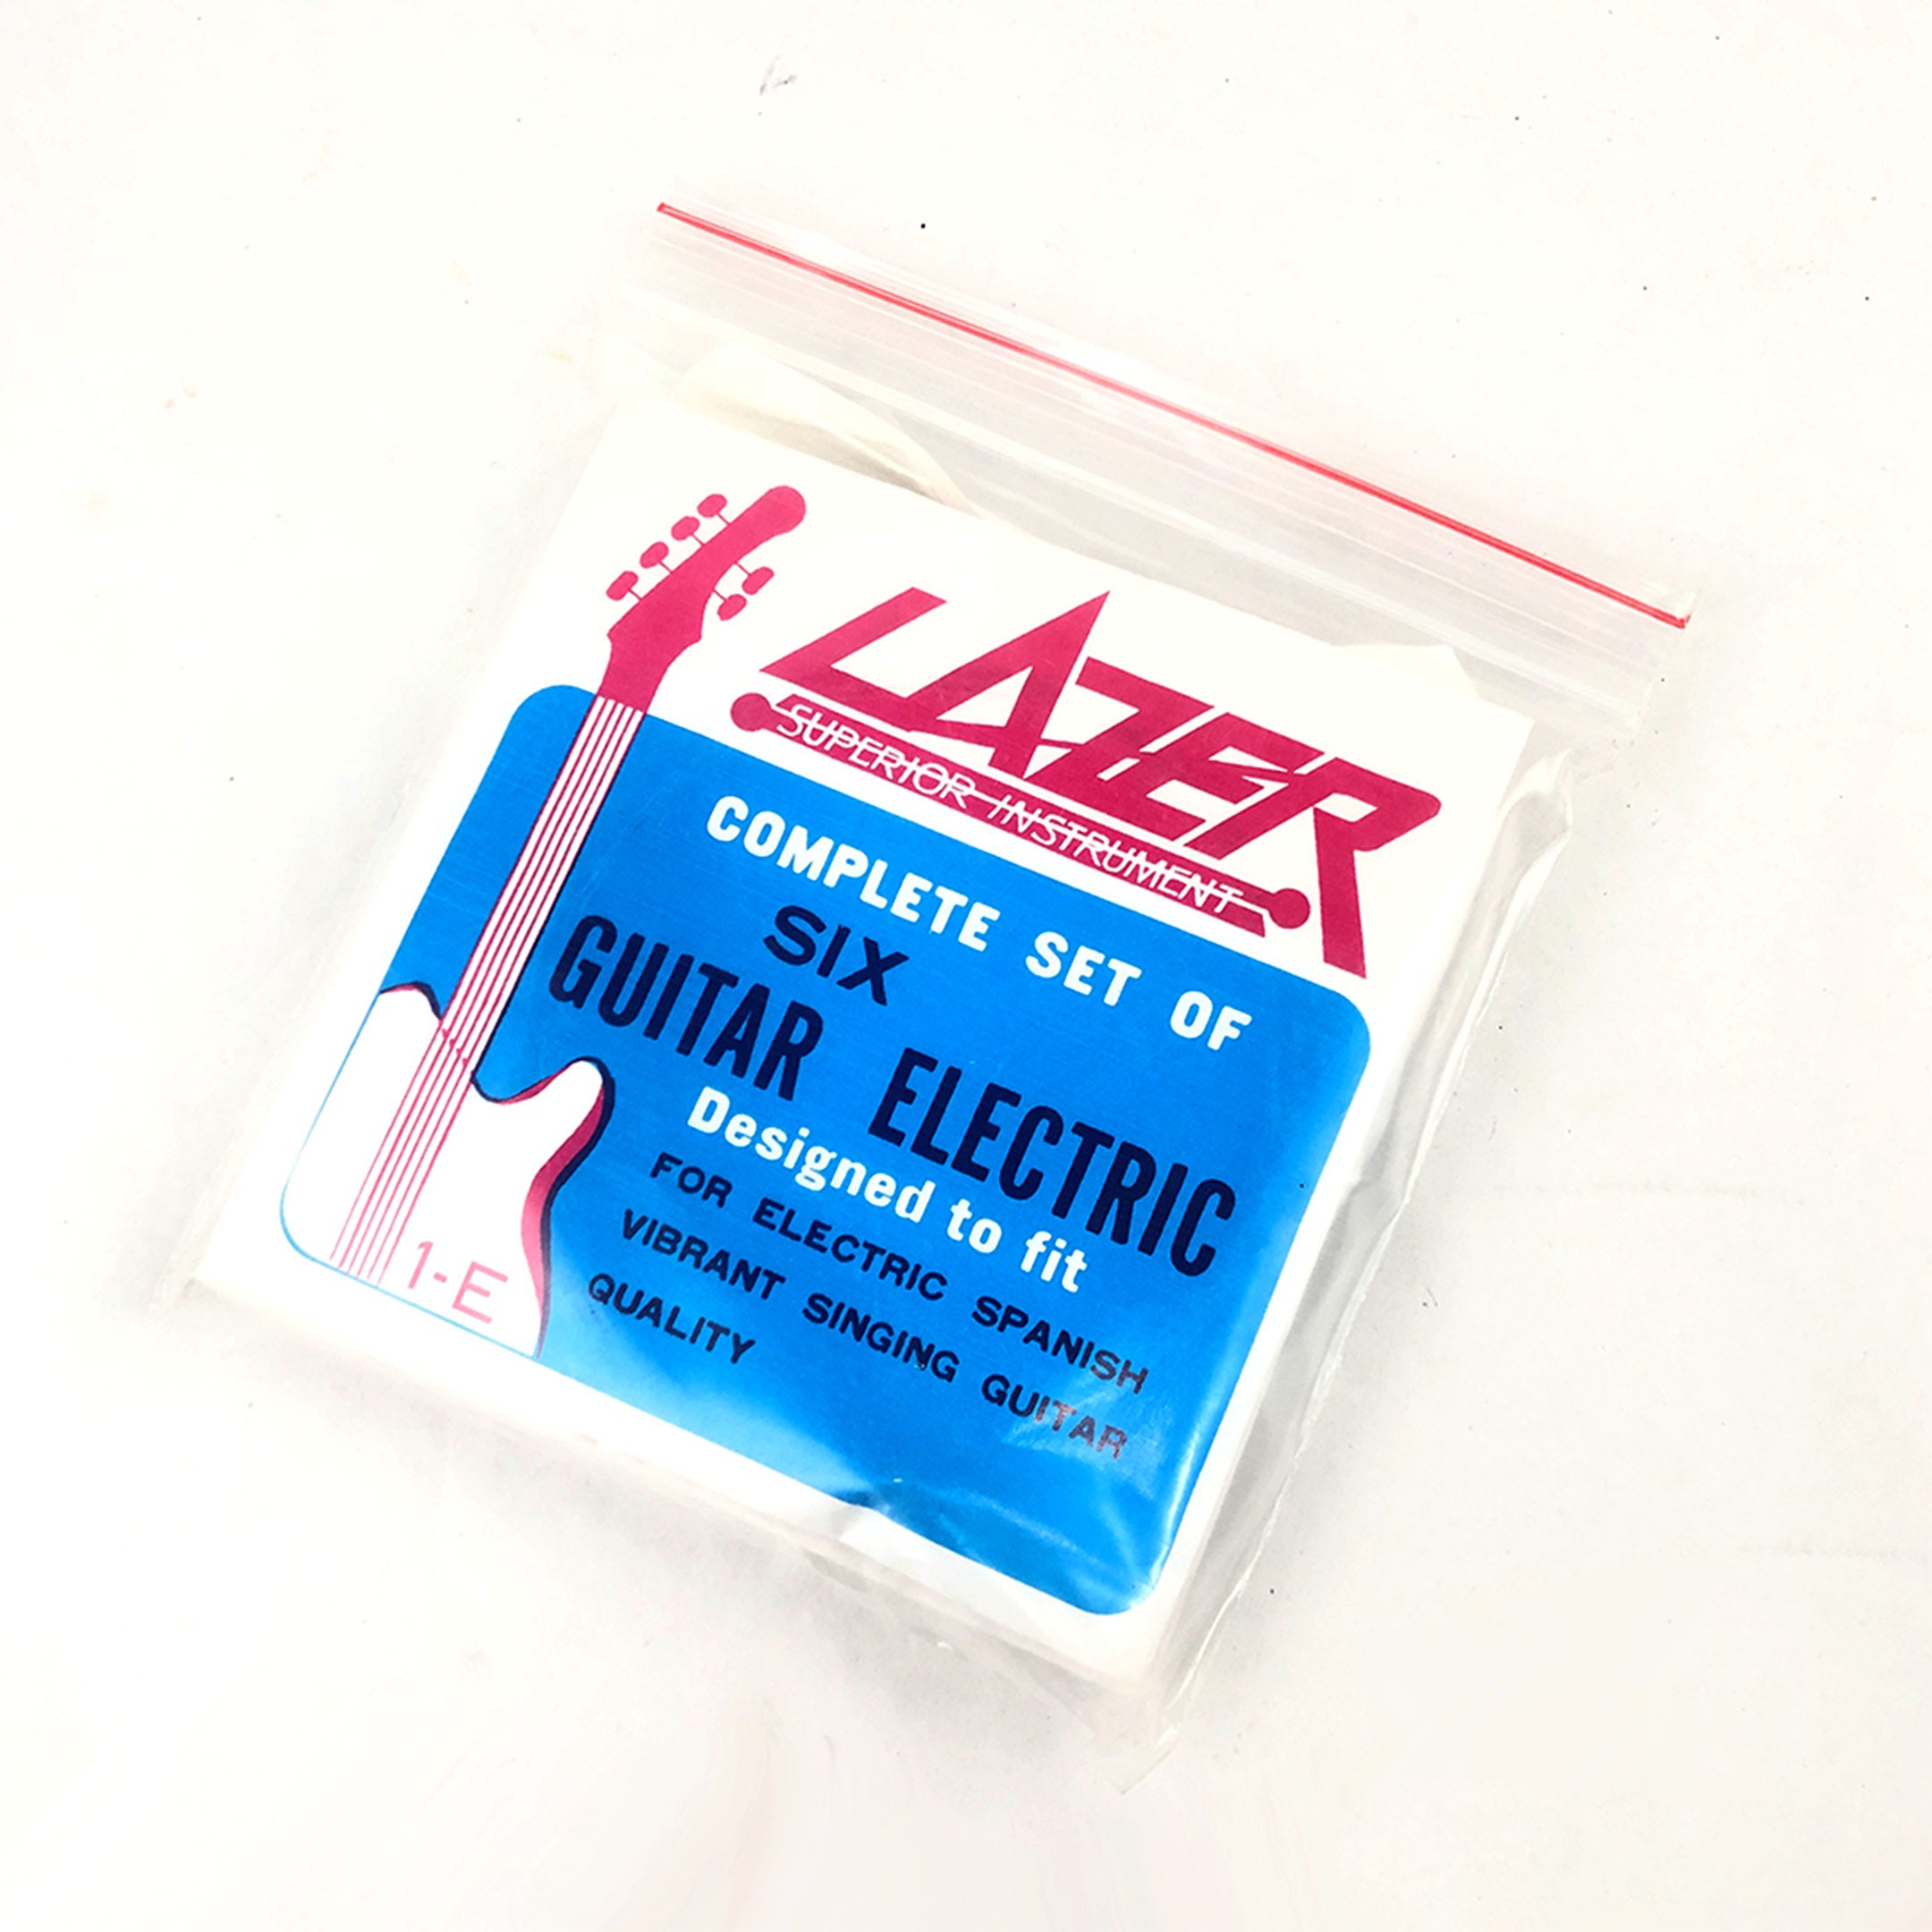 LAZER
SUPERIOR INSTRUMENT
COMPLETE SET OF
SIX
GUITAR ELECTRIC
Designed to fit
FOR ELECTRIC SPANISH
VIBRANT SINGING GUITAR
QUALITY
1-E